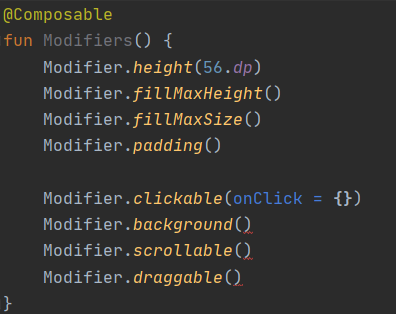 @Composable
fun Modifiers() {
    Modifier.height(56.dp)
    Modifier.fillMaxHeight()
    Modifier.fillMaxSize()
    Modifier.padding()

    Modifier.clickable(onClick = {})
    Modifier.background()
    Modifier.scrollable()
    Modifier.draggable()
}